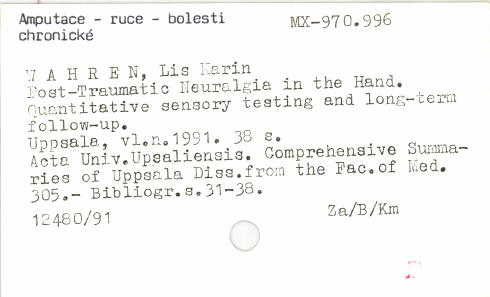 Amputace - ruce - bolesti
chronické
MX-970.996
W A H R E N, Lis Karin
Post-Traumatic Neuralgia in the Hand.
Quantitative sensory testing and long-term
follow-up.
Uppsala, vl.n.1991. 38 s.
Acta Univ.Upsaliensis. Comprehensive Summa-
ries of Uppsala Diss.from the Fac.of Med.
305.- Bibliogr.s.31-38.
12480/91
Za/B/Km